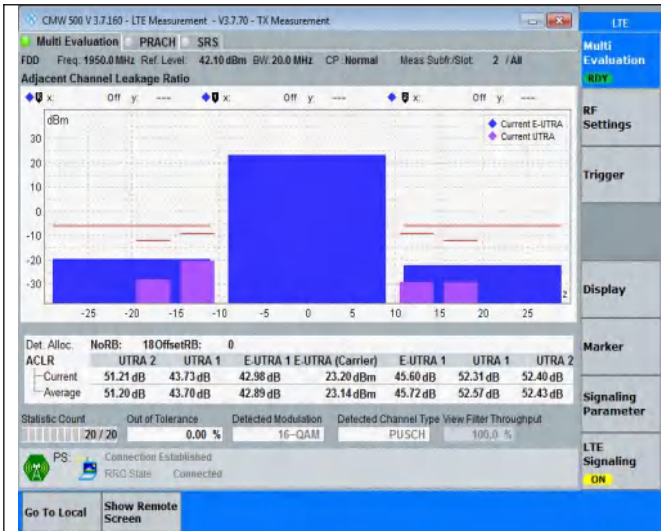 CMW 500 V 3.7.160 - LTE Measurement - V3.7.70 - TX Measurement
LTE
Multi Evaluation PRACH SRS
Multi
Evaluation
RDY
FDD Freq: 1950.0 MHz Ref. Level: 42.10 dBm BW: 20.0 MHz CP: Normal Meas Subfr./Slot: 2 / All
Adjacent Channel Leakage Ratio
x: Off y: --- x: Off y: --- x: Off y: ---
dBm
Current E-UTRA
Current UTRA
30
20
10
0
-10
-20
-30
-25 -20 -15 -10 -5 0 5 10 15 20 25
RF
Settings
Trigger
Display
Marker
Signaling
Parameter
LTE
Signaling
ON
Det. Alloc. NoRB: 18 OffsetRB: 0
ACLR UTRA 2 UTRA 1 E-UTRA 1 E-UTRA (Carrier) E-UTRA 1 UTRA 1 UTRA 2
Current 51.21 dB 43.73 dB 42.98 dB 23.20 dBm 45.60 dB 52.31 dB 52.40 dB
Average 51.20 dB 43.70 dB 42.89 dB 23.14 dBm 45.72 dB 52.57 dB 52.43 dB
Statistic Count Out of Tolerance Detected Modulation Detected Channel Type View Filter Throughput
20 / 20 0.00 % 16-QAM PUSCH 100.0 %
PS: Connection Established
RRC State Connected
Go To Local
Show Remote
Screen